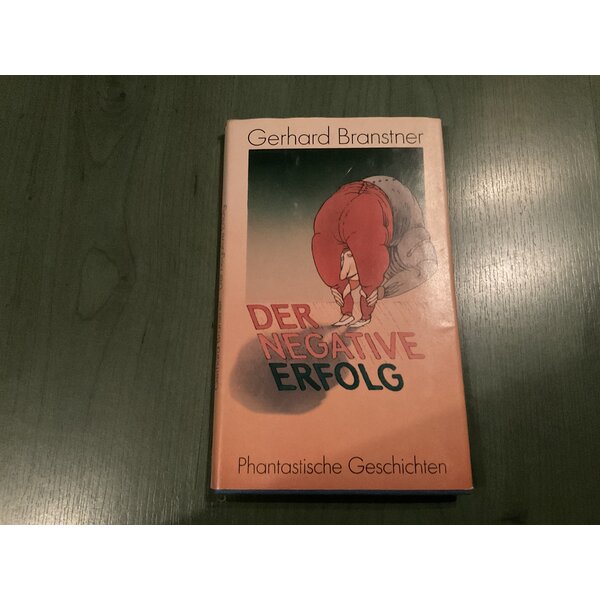 Gerhard Branstner
DER
NEGATIVE
ERFOLG
Phantastische Geschichten